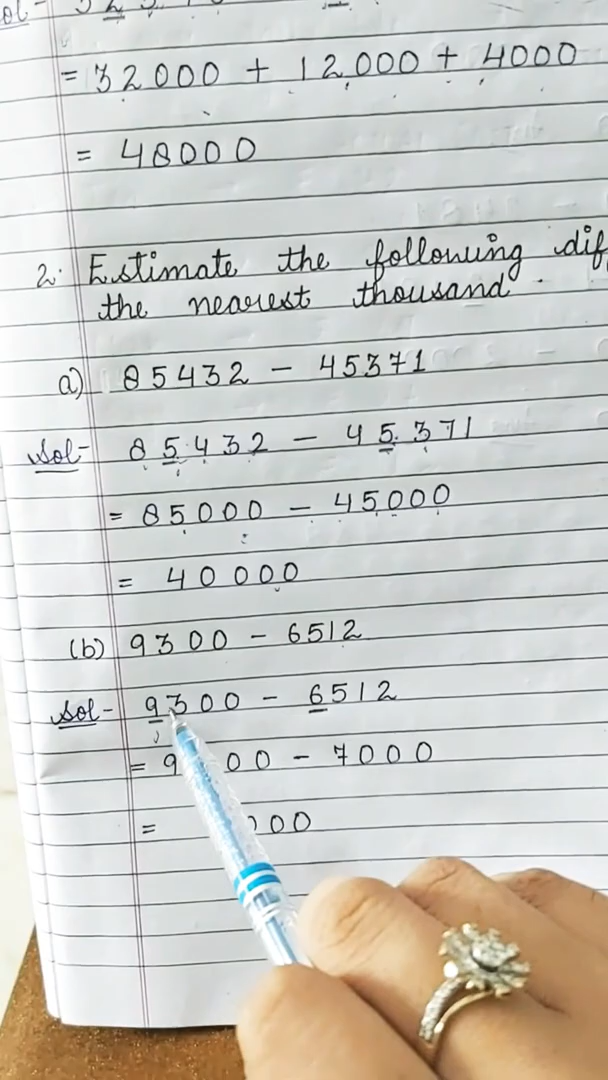 = 32000 + 12,000 + 4000
= 48000
2. Estimate the following
the nearest thousand.
a) 85432 - 45371
Sol- 85432 - 45371
= 85000 - 45000
= 40000
(b) 9300 - 6512
Sol- 9300 - 6512
= 9 00 - 7000
= 00